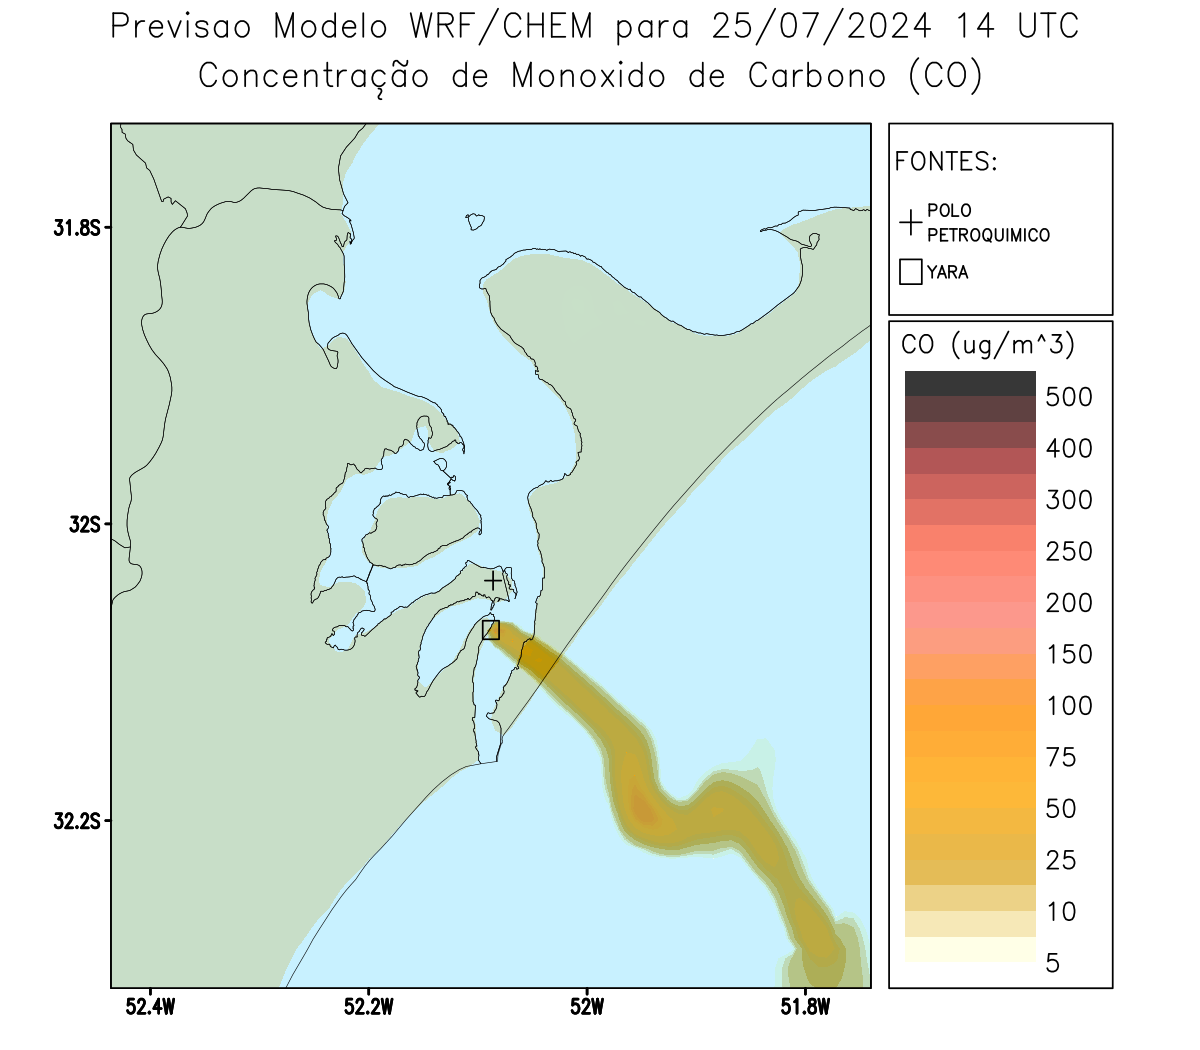 Previsao Modelo WRF/CHEM para 25/07/2024 14 UTC
Concentração de Monoxido de Carbono (CO)
FONTES:
POLO
PETROQUIMICO
YARA
CO (ug/m^3)
500
400
300
250
200
150
100
75
50
25
10
5
31.8S
32S
32.2S
52.4W
52.2W
52W
51.8W